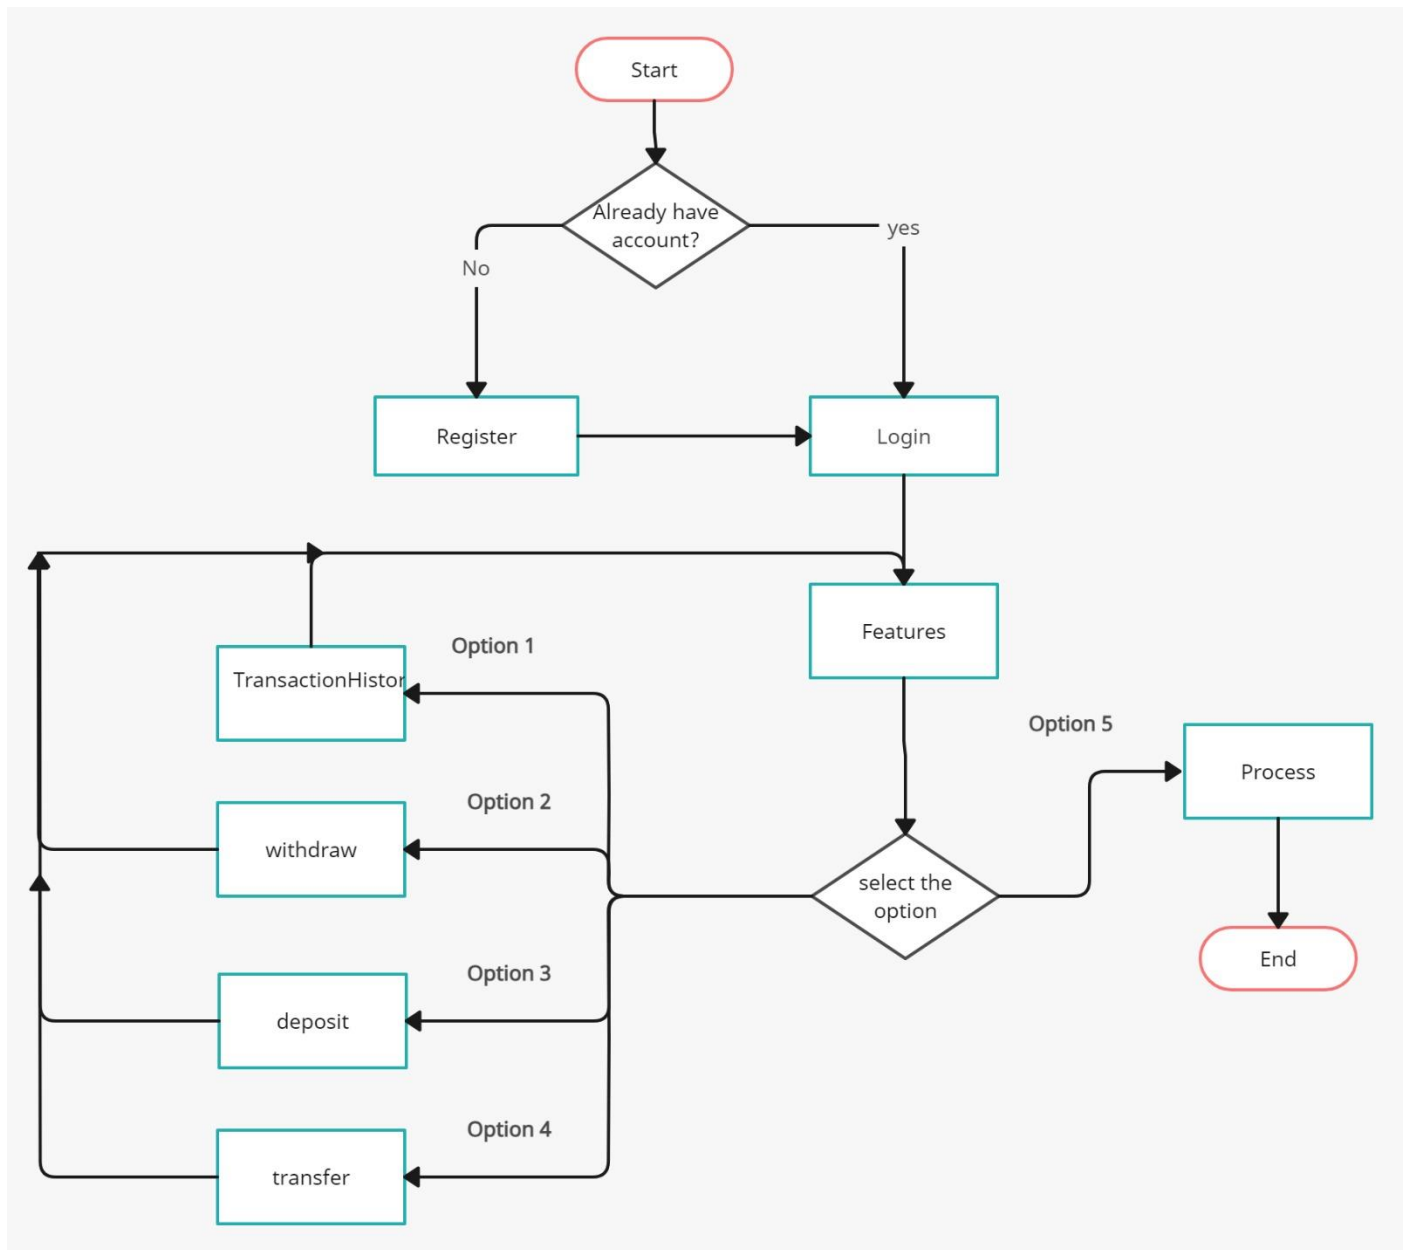 Start
Already have
account?
yes
No
Register
Login
Features
Option 1
TransactionHistor
Option 5
Process
Option 2
withdraw
select the
option
End
Option 3
deposit
Option 4
transfer